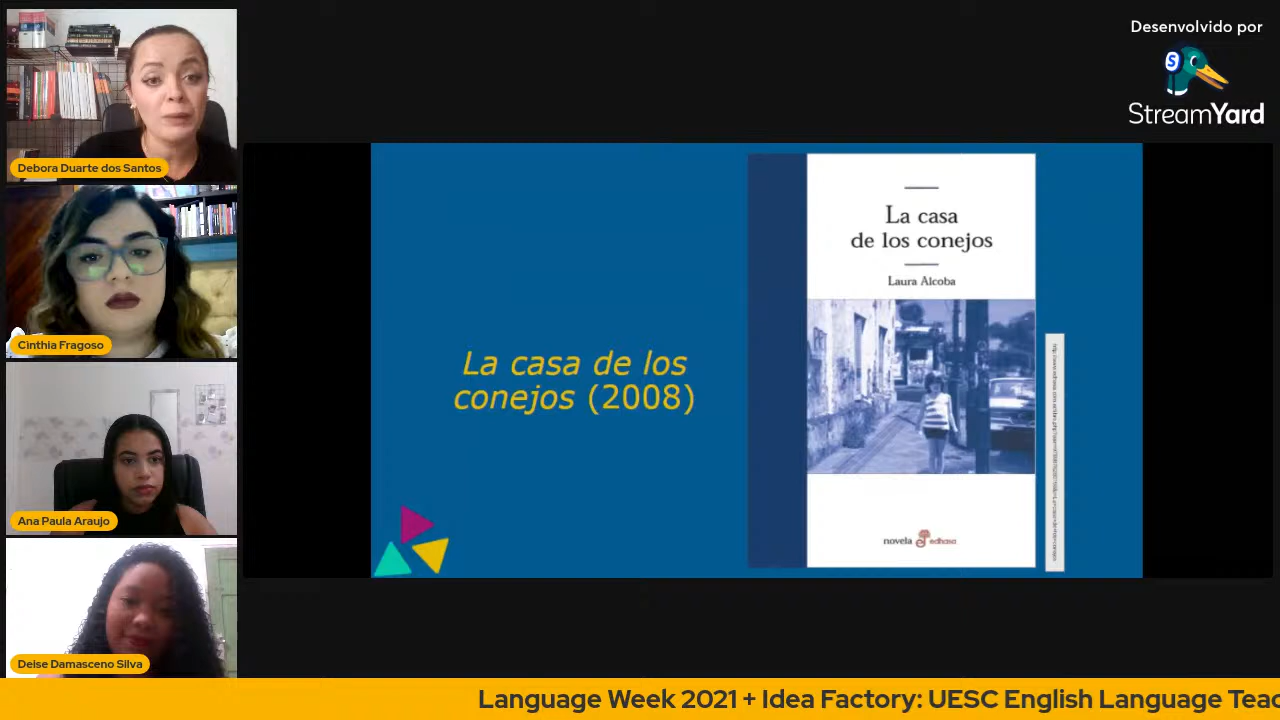 Debora Duarte dos Santos
Cinthia Fragoso
Ana Paula Araujo
Deise Damasceno Silva
La casa de los
conejos (2008)
La casa
de los conejos
Laura Alcoba
novela edhasa
Desenvolvido por
S
StreamYard
Language Week 2021 + Idea Factory: UESC English Language Teac